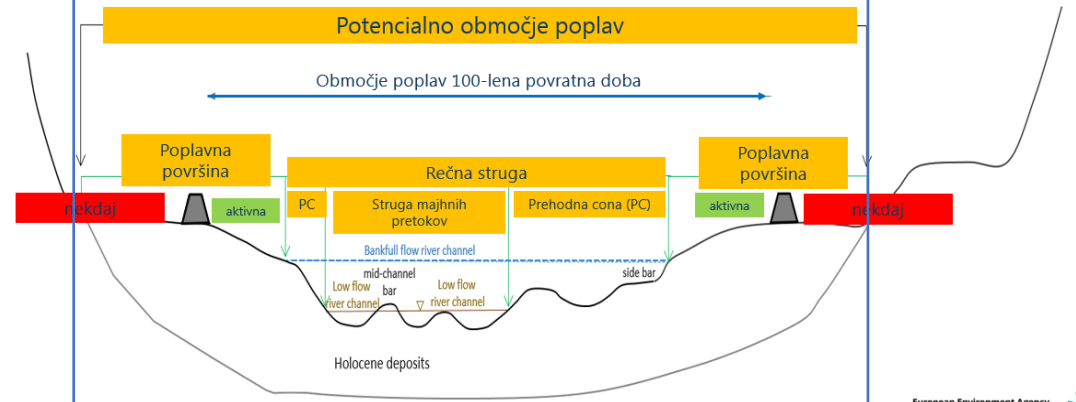 Potencialno območje poplav
Območje poplav 100-lena povratna doba
Poplavna
površina
Rečna struga
Poplavna
površina
nekdaj
aktivna
PC
Struga majhnih
pretokov
Prehodna cona (PC)
aktivna
nekdaj
Bankfull flow river channel
mid-channel
bar
side bar
Low flow
river channel
Low flow
river channel
Holocene deposits
European Environment Agency